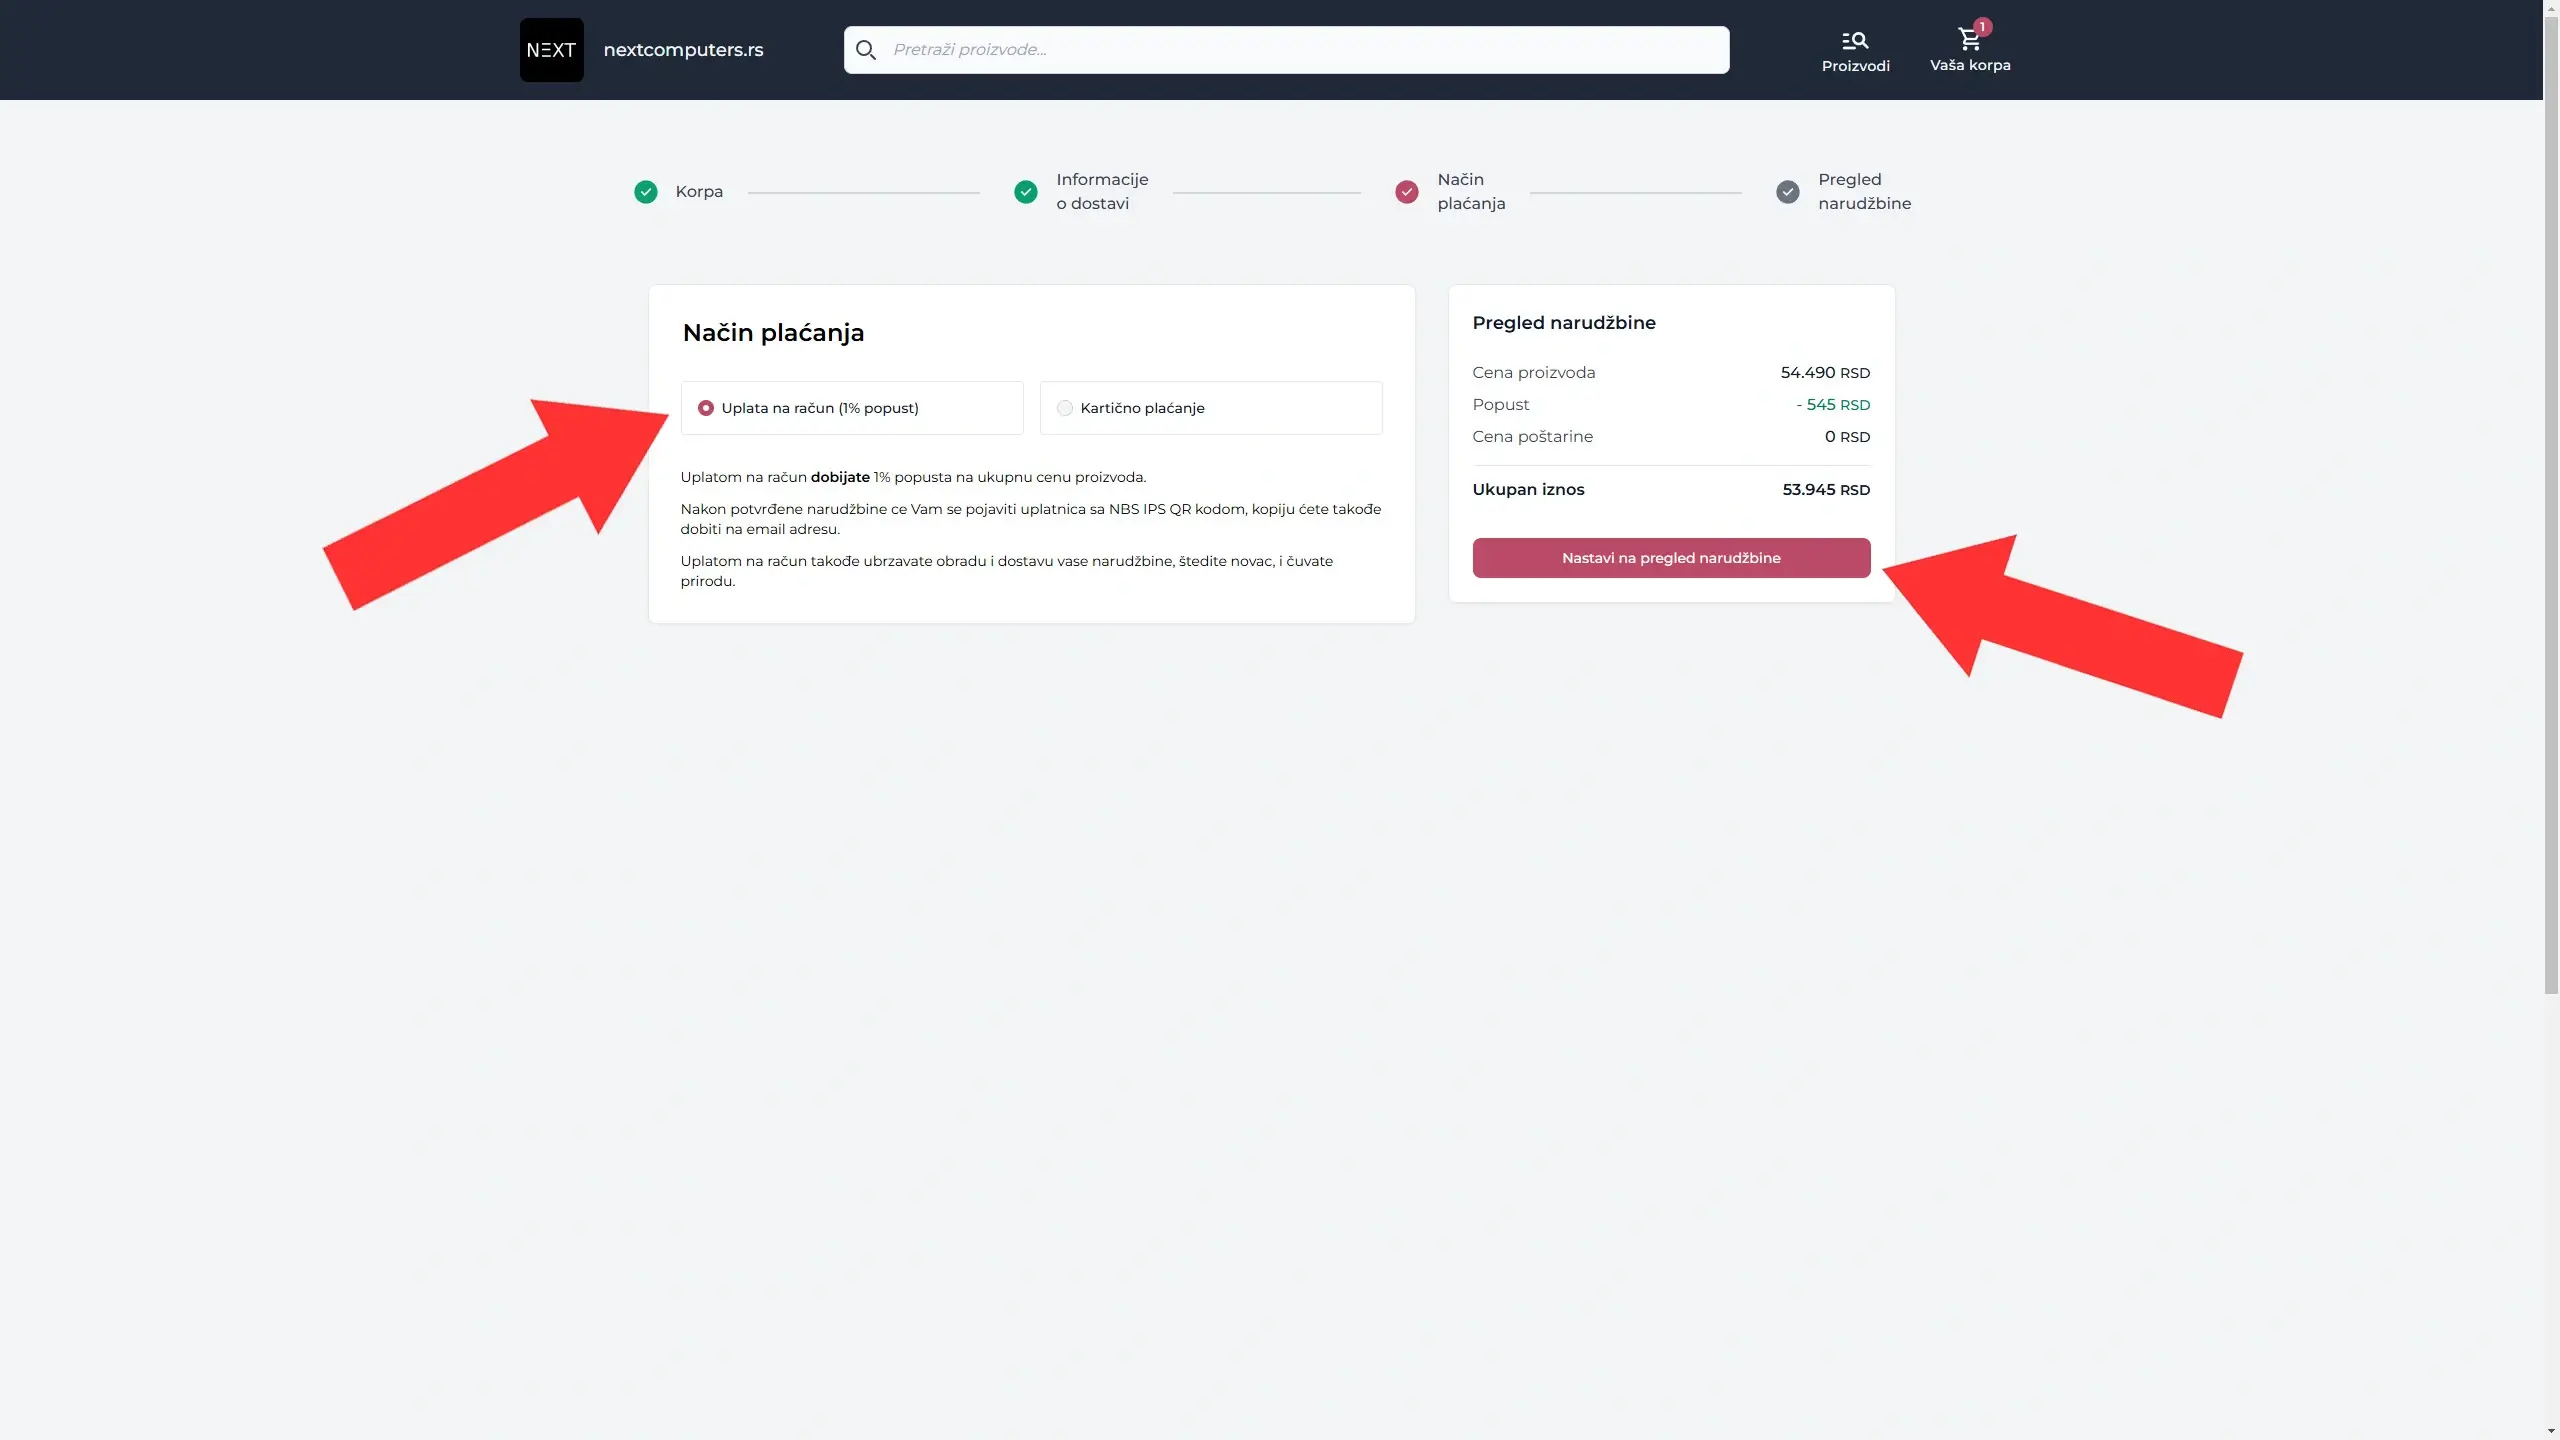 NEXT
nextcomputers.rs
Pretraži proizvode...
Proizvodi
1
Vaša korpa
Korpa
Informacije
o dostavi
Način
plaćanja
Pregled
narudžbine
Način plaćanja
Uplata na račun (1% popust)
Kartično plaćanje
Uplatom na račun dobijate 1% popusta na ukupnu cenu proizvoda.
Nakon potvrđene narudžbine ce Vam se pojaviti uplatnica sa NBS IPS QR kodom, kopiju ćete takođe
dobiti na email adresu.
Uplatom na račun takođe ubrzavate obradu i dostavu vase narudžbine, štedite novac, i čuvate
prirodu.
Pregled narudžbine
Cena proizvoda 54.490 RSD
Popust - 545 RSD
Cena poštarine 0 RSD
Ukupan iznos 53.945 RSD
Nastavi na pregled narudžbine